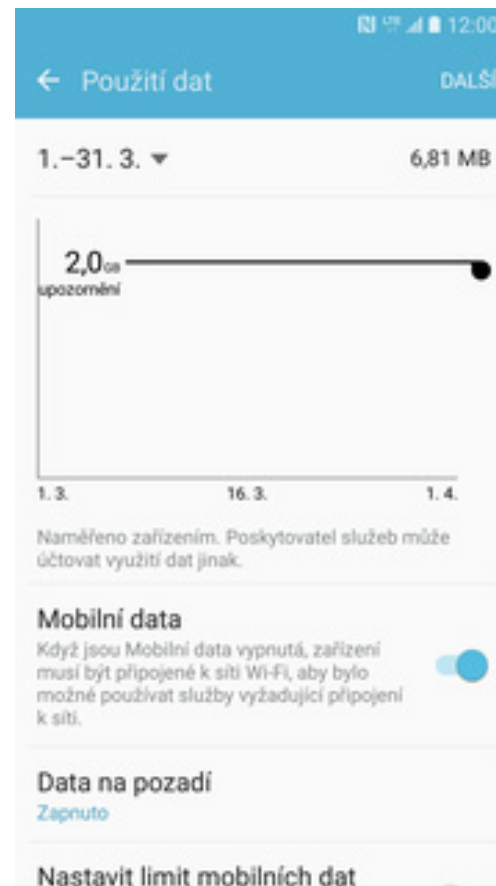 LTE 12:00
Použití dat DALŠÍ
1.–31. 3. 6,81 MB
2,0 GB
upozornění
1. 3. 16. 3. 1. 4.
Naměřeno zařízením. Poskytovatel služeb může
účtovat využití dat jinak.
Mobilní data
Když jsou Mobilní data vypnutá, zařízení
musí být připojené k síti Wi-Fi, aby bylo
možné používat služby vyžadující připojení
k síti.
Data na pozadí
Zapnuto
Nastavit limit mobilních dat